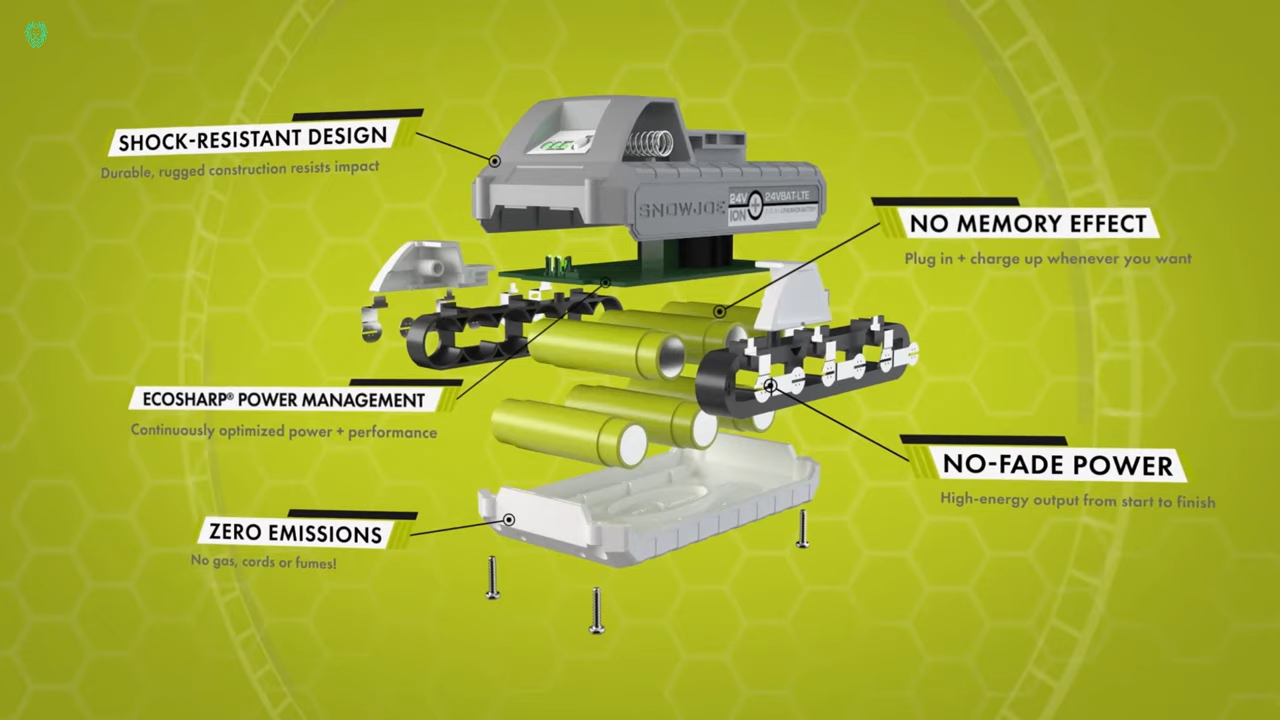 SHOCK-RESISTANT DESIGN
Durable, rugged construction resists impact
SNOWJOE
24V
ION
24VBAT-LTE
NO MEMORY EFFECT
Plug in + charge up whenever you want
ECOSHARP® POWER MANAGEMENT
Continuously optimized power + performance
NO-FADE POWER
High-energy output from start to finish
ZERO EMISSIONS
No gas, cords or fumes!